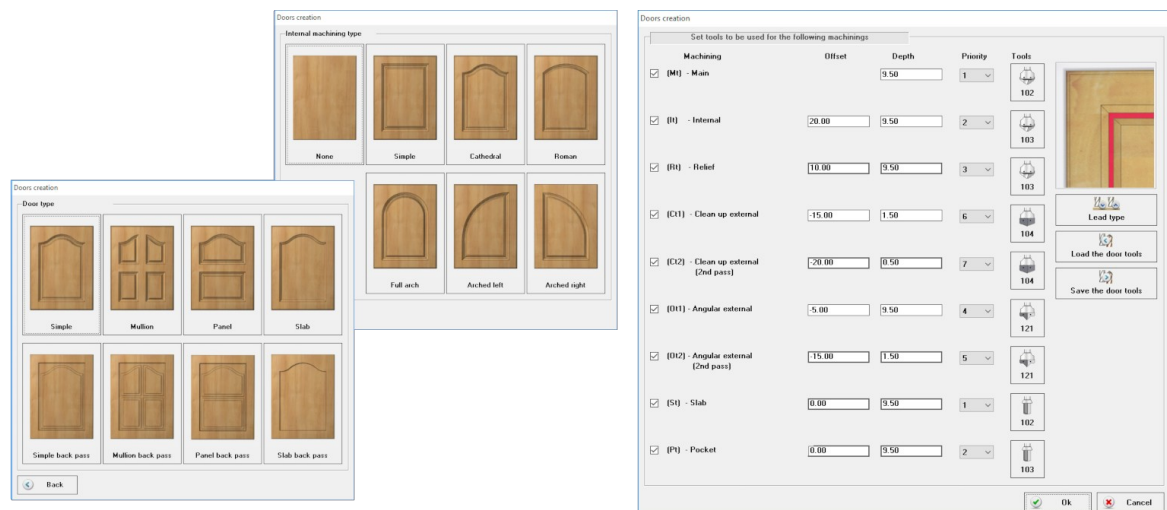 Doors creation
Internal machining type
None
Simple
Cathedral
Roman
Full arch
Arched left
Arched right
Doors creation
Door type
Simple
Mullion
Panel
Slab
Simple back pass
Mullion back pass
Panel back pass
Slab back pass
Back
Doors creation
Set tools to be used for the following machinings
Machining Offset Depth Priority Tools
(Mt) - Main 9.50 1 102
(It) - Internal 20.00 9.50 2 103
(Rt) - Relief 10.00 9.50 3 103
(Ct1) - Clean up external -15.00 1.50 6 104
(Ct2) - Clean up external
(2nd pass) -20.00 0.50 7 104
(Ot1) - Angular external -5.00 9.50 4 121
(Ot2) - Angular external
(2nd pass) -15.00 1.50 5 121
(St) - Slab 0.00 9.50 1 102
(Pt) - Pocket 0.00 9.50 2 103
Lead type
Load the door tools
Save the door tools
Ok
Cancel